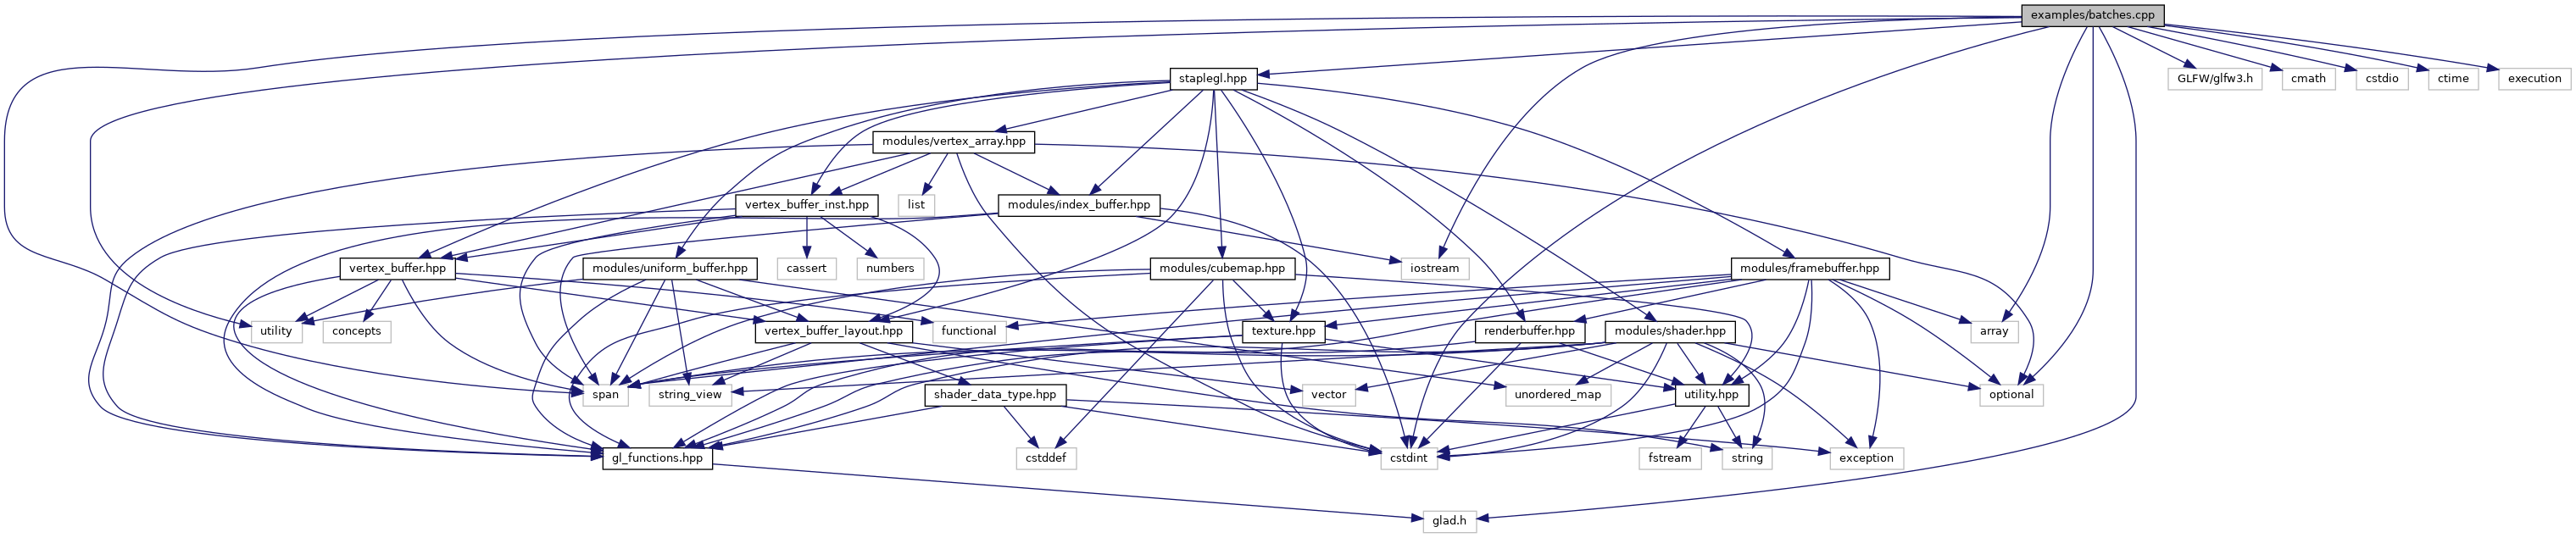 examples/batches.cpp
staplegl.hpp
GLFW/glfw3.h
cmath
cstdio
ctime
execution
modules/vertex_array.hpp
vertex_buffer_inst.hpp
list
modules/index_buffer.hpp
vertex_buffer.hpp
modules/uniform_buffer.hpp
cassert
numbers
modules/cubemap.hpp
iostream
modules/framebuffer.hpp
utility
concepts
vertex_buffer_layout.hpp
functional
texture.hpp
renderbuffer.hpp
modules/shader.hpp
array
span
string_view
shader_data_type.hpp
vector
unordered_map
utility.hpp
optional
gl_functions.hpp
cstddef
cstdint
fstream
string
exception
glad.h